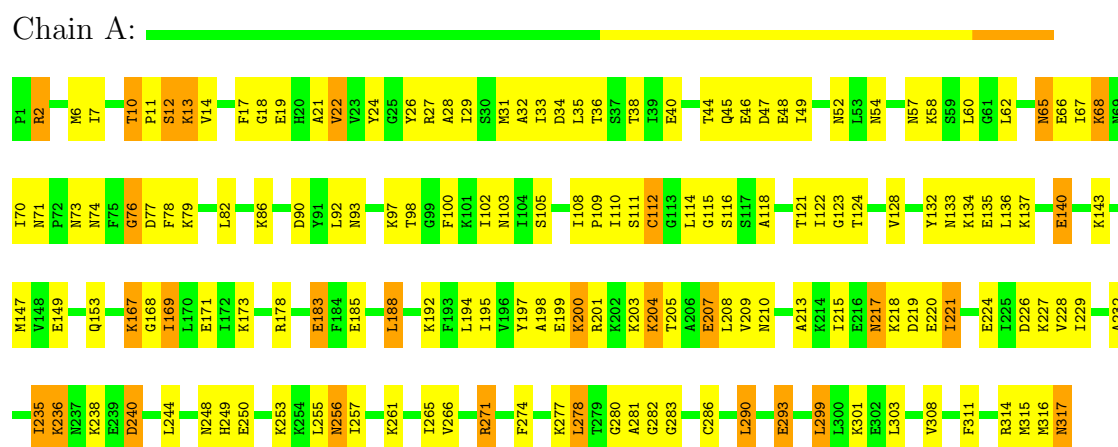 Chain A:
P1 R2 M6 I7 T10 P11 S12 K13 V14 F17 G18 E19 H20 A21 V22 V23 Y24 G25 Y26 R27 A28 I29 S30 M31 A32 I33 D34 L35 T36 S37 T38 I39 E40 T44 Q45 E46 D47 E48 I49 N52 L53 N54 N57 K58 S59 L60 G61 L62 N65 E66 I67 K68 N69
I70 N71 P72 N73 N74 F75 G76 D77 F78 K79 L82 K86 D90 Y91 L92 N93 K97 T98 G99 F100 K101 I102 N103 I104 S105 I108 P109 I110 S111 G112 G113 L114 G115 S116 S117 A118 T121 I122 G123 T124 V128 Y132 N133 K134 E135 L136 K137 E140 K143
M147 V148 E149 Q153 K167 G168 I169 L170 E171 I172 K173 R178 E183 F184 E185 L188 K192 F193 L194 I195 V196 Y197 A198 E199 K200 R201 K202 K203 K204 T205 A206 E207 L208 V209 N210 A213 K214 I215 E216 N217 K218 D219 E220 I221 E224 I225 D226 K227 V228 I229 A232
I235 K236 N237 K238 E239 D240 L244 N248 H249 E250 K253 K254 L255 N256 I257 K261 I265 V266 R271 F274 K277 L278 T279 G280 A281 G282 G283 C286 L290 E293 L299 L300 K301 E302 L303 V308 F311 R314 M315 M316 N317